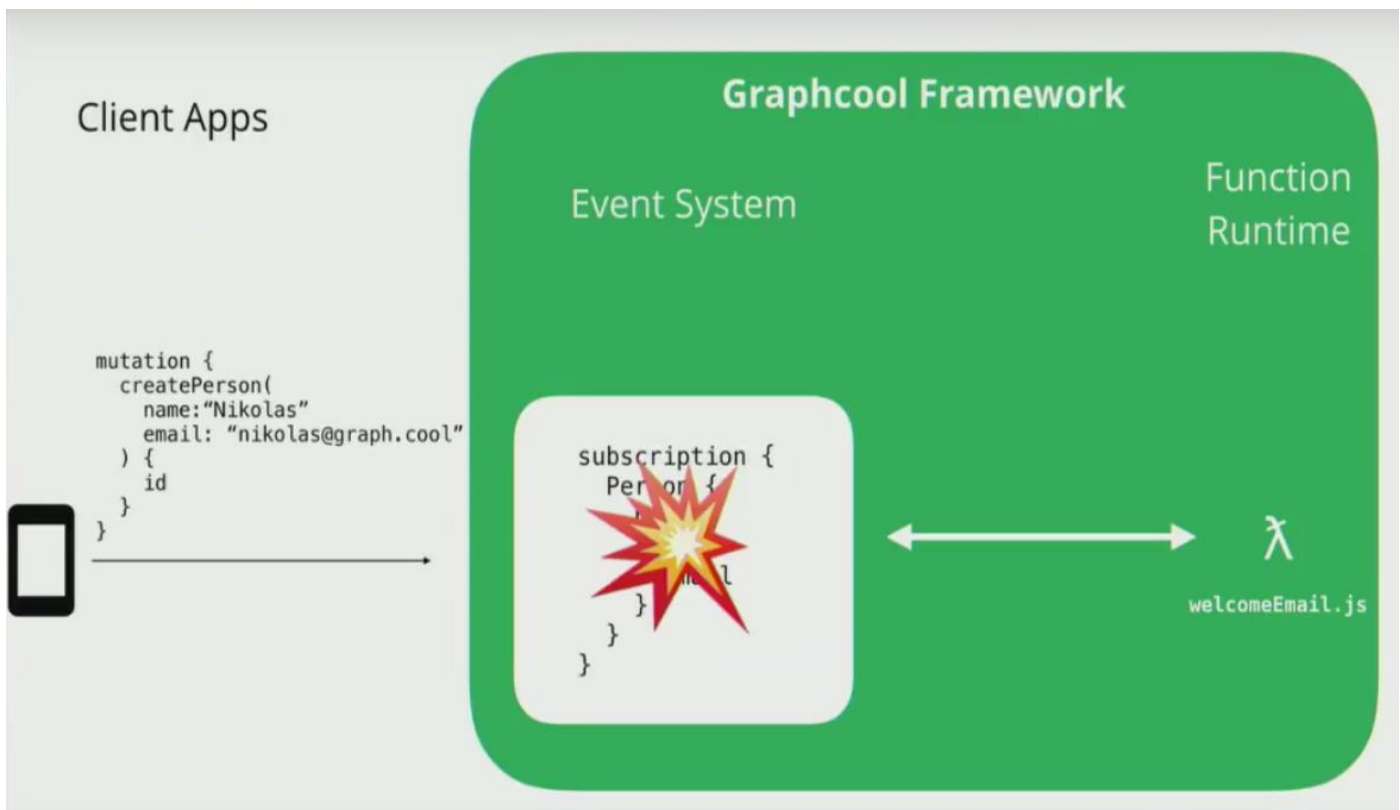 Client Apps
Graphcool Framework
Event System
Function
Runtime
mutation {
createPerson(
name:“Nikolas”
email: “nikolas@graph.cool”
) {
id
}
}
subscription {
{
}
}
}
λ
welcomeEmail.js